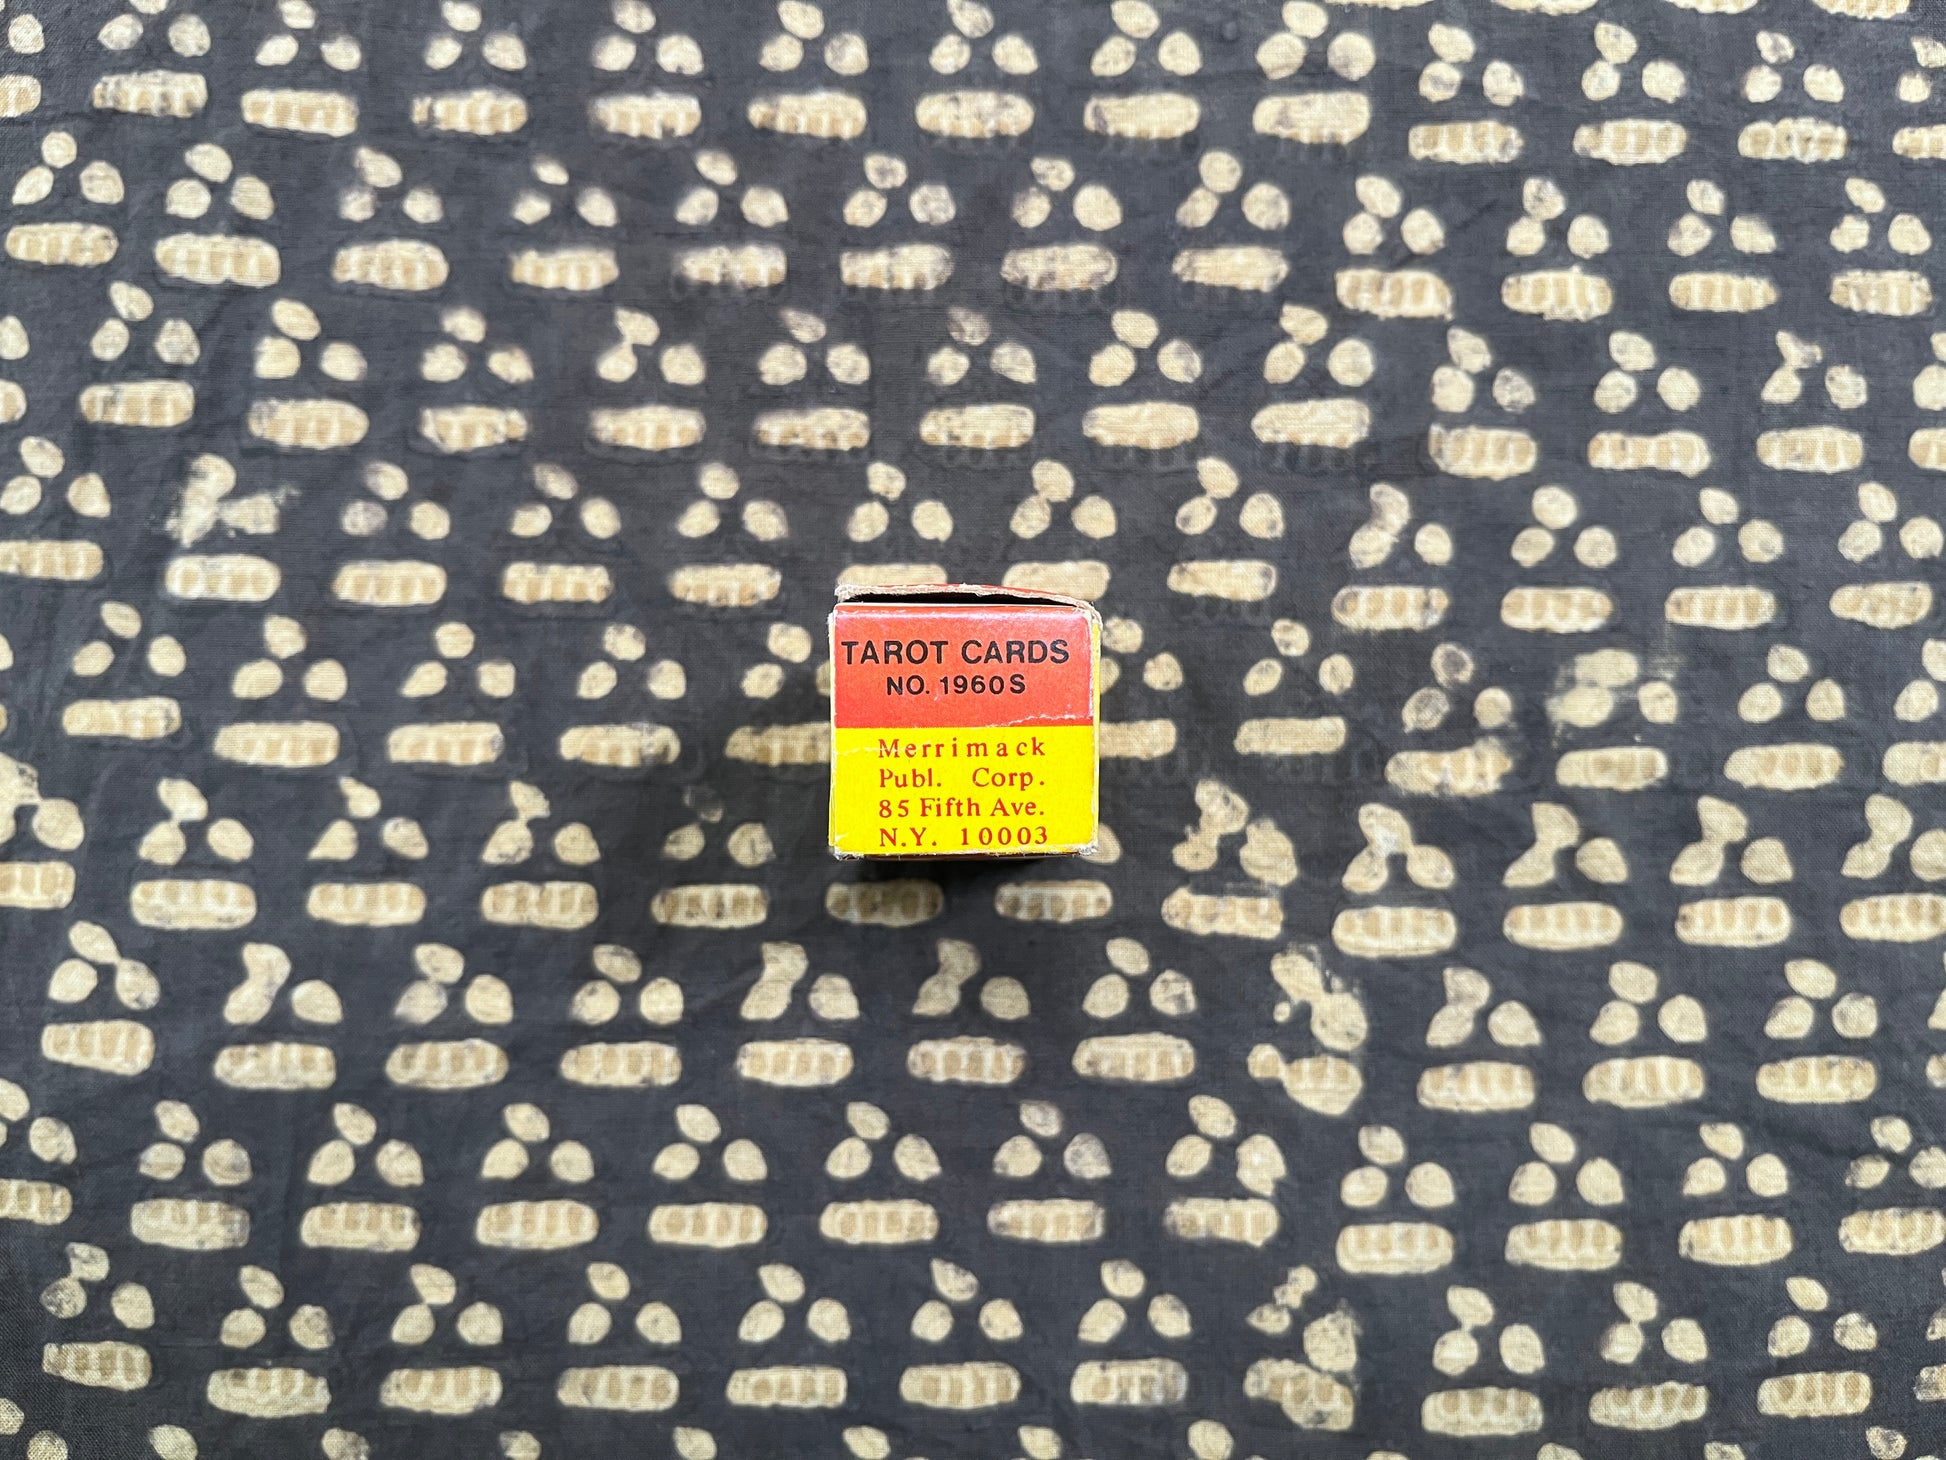 TAROT CARDS
NO. 1960S
Merrimack
Publ. Corp.
85 Fifth Ave.
N.Y. 10003